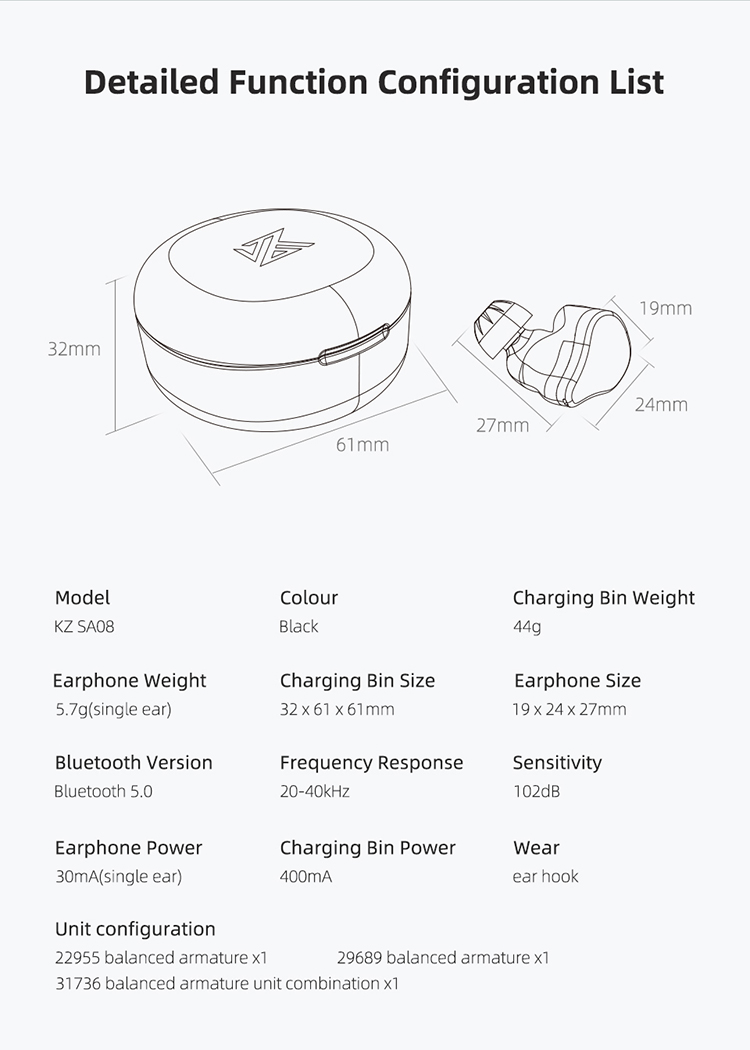 Detailed Function Configuration List
32mm
19mm
24mm
27mm
61mm
Model
KZ SA08
Colour
Black
Charging Bin Weight
44g
Earphone Weight
5.7g(single ear)
Charging Bin Size
32 x 61 x 61mm
Earphone Size
19 x 24 x 27mm
Bluetooth Version
Bluetooth 5.0
Frequency Response
20-40kHz
Sensitivity
102dB
Earphone Power
30mA(single ear)
Charging Bin Power
400mA
Wear
ear hook
Unit configuration
22955 balanced armature x1
29689 balanced armature x1
31736 balanced armature unit combination x1